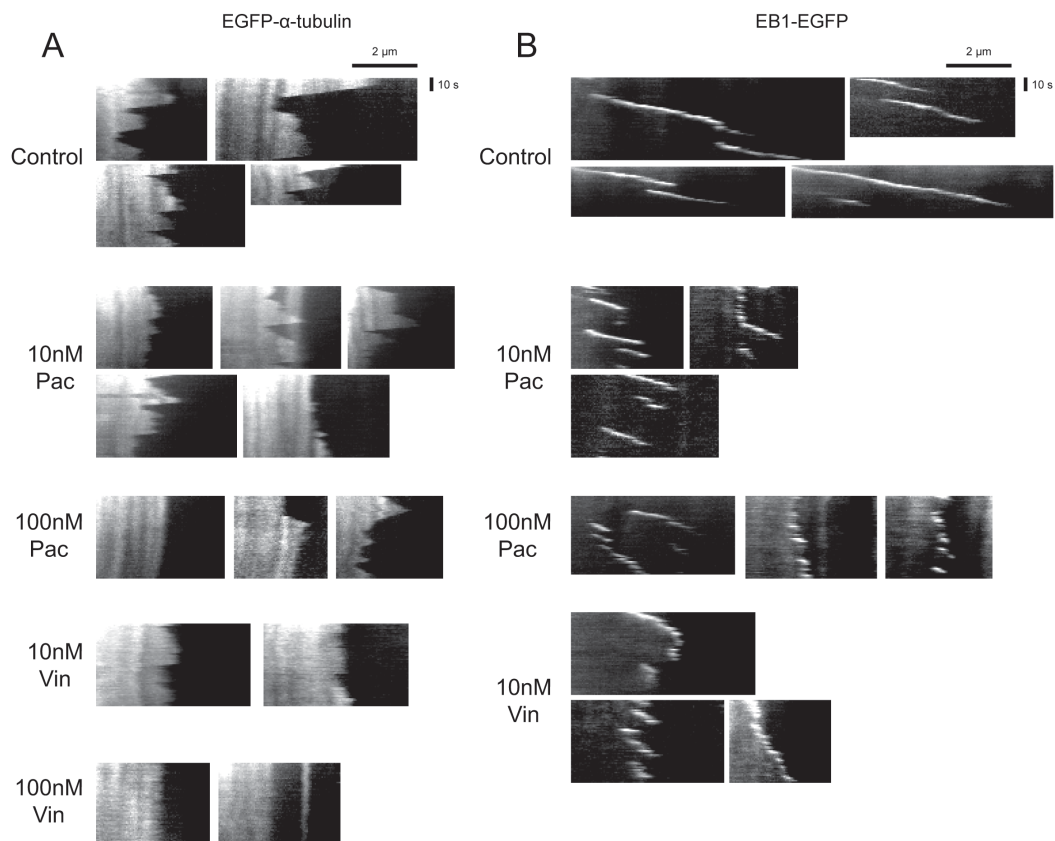 EGFP-α-tubulin
A
2 μm
10 s
Control
10nM
Pac
100nM
Pac
10nM
Vin
100nM
Vin
EB1-EGFP
B
2 μm
10 s
Control
10nM
Pac
100nM
Pac
10nM
Vin